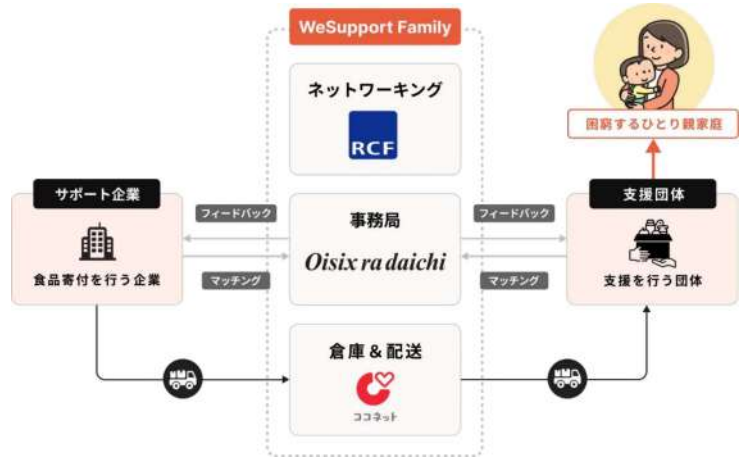 WeSupport Family
ネットワーキング
RCF
困窮するひとり親家庭
サポート企業
食品寄付を行う企業
フィードバック
マッチング
事務局
Oisix ra daichi
フィードバック
マッチング
支援団体
支援を行う団体
倉庫＆配送
ココネット